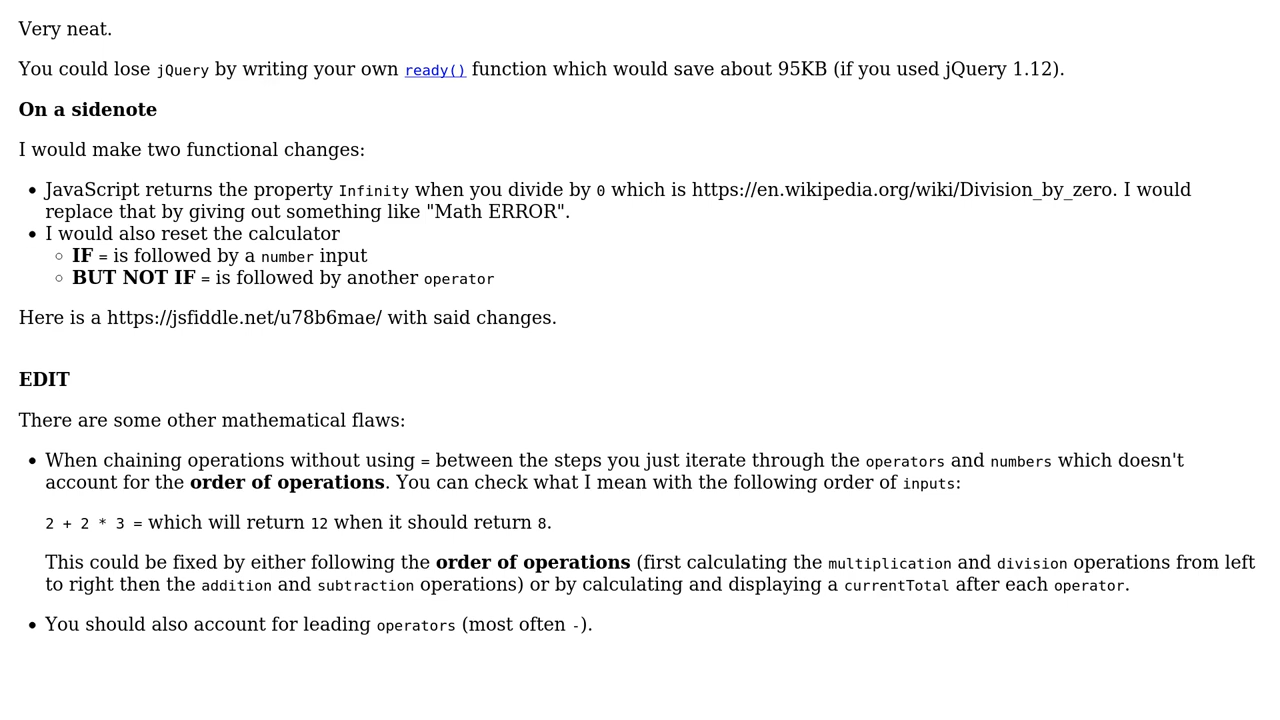 Very neat.
You could lose jQuery by writing your own ready() function which would save about 95KB (if you used jQuery 1.12).
On a sidenote
I would make two functional changes:
• JavaScript returns the property Infinity when you divide by 0 which is https://en.wikipedia.org/wiki/Division_by_zero. I would
replace that by giving out something like "Math ERROR".
• I would also reset the calculator
◦ IF = is followed by a number input
◦ BUT NOT IF = is followed by another operator
Here is a https://jsfiddle.net/u78b6mae/ with said changes.
EDIT
There are some other mathematical flaws:
• When chaining operations without using = between the steps you just iterate through the operators and numbers which doesn't
account for the order of operations. You can check what I mean with the following order of inputs:
2 + 2 * 3 = which will return 12 when it should return 8.
This could be fixed by either following the order of operations (first calculating the multiplication and division operations from left
to right then the addition and subtraction operations) or by calculating and displaying a currentTotal after each operator.
• You should also account for leading operators (most often -).